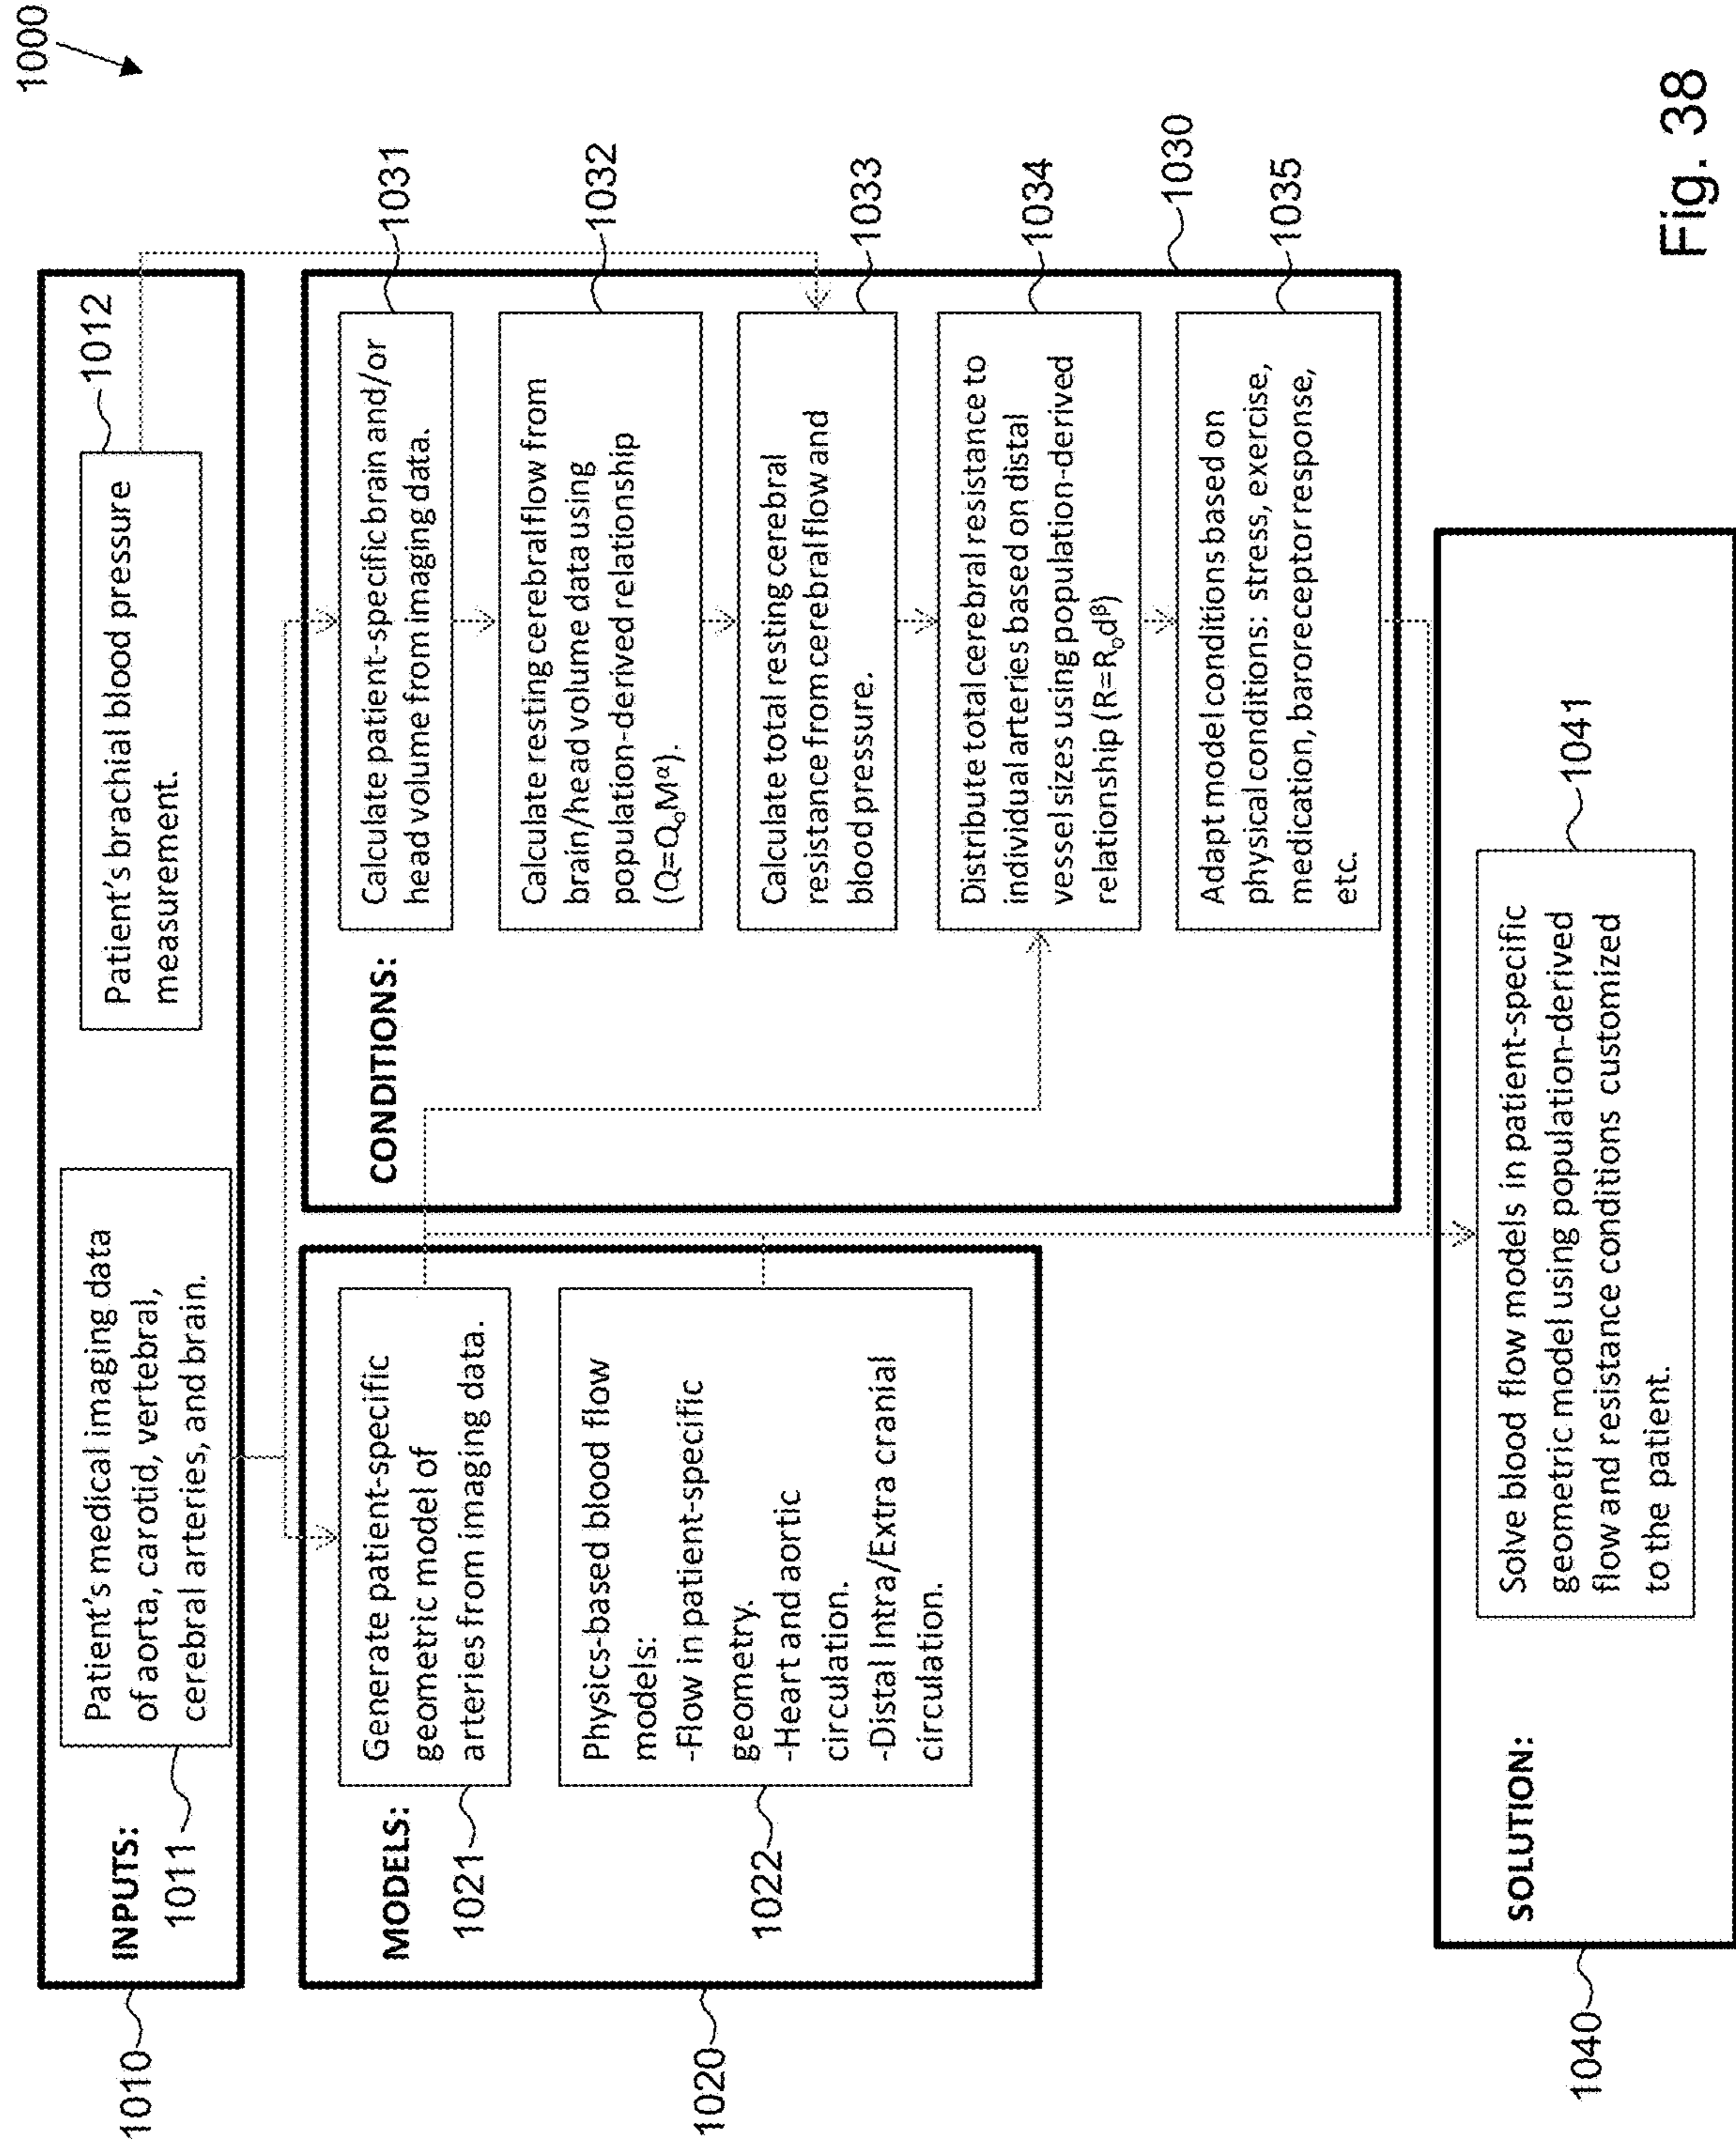 1000
1010
INPUTS:
1011
Patient's medical imaging data
of aorta, carotid, vertebral,
cerebral arteries, and brain.
1012
Patient's brachial blood pressure
measurement.
1020
MODELS:
1021
Generate patient-specific
geometric model of
arteries from imaging data.
1022
Physics-based blood flow
models:
-Flow in patient-specific
geometry.
-Heart and aortic
circulation.
-Distal Intra/Extra cranial
circulation.
CONDITIONS:
1031
Calculate patient-specific brain and/or
head volume from imaging data.
1032
Calculate resting cerebral flow from
brain/head volume data using
population-derived relationship
(Q=QₒMᵅ).
1033
Calculate total resting cerebral
resistance from cerebral flow and
blood pressure.
1034
Distribute total cerebral resistance to
individual arteries based on distal
vessel sizes using population-derived
relationship (R=Rₒdᵝ)
1030
1035
Adapt model conditions based on
physical conditions: stress, exercise,
medication, baroreceptor response,
etc.
1040
SOLUTION:
1041
Solve blood flow models in patient-specific
geometric model using population-derived
flow and resistance conditions customized
to the patient.
Fig. 38